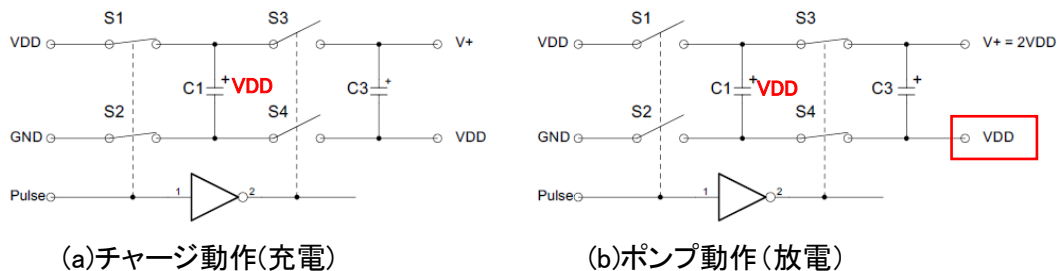 S1 S3
VDD V+
C1 VDD C3
S2 S4
GND VDD
Pulse 1 2
(a)チャージ動作(充電)
S1 S3
VDD V+ = 2VDD
C1 VDD C3
S2 S4
GND VDD
Pulse 1 2
(b)ポンプ動作(放電)